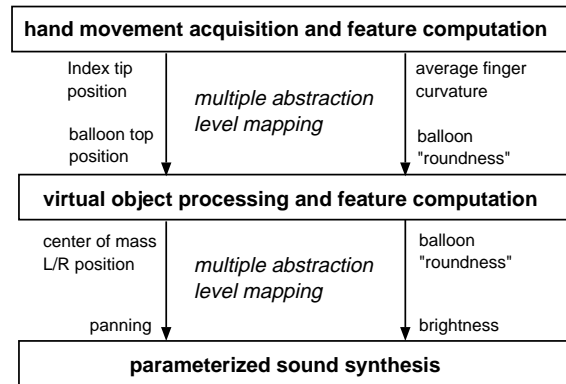 hand movement acquisition and feature computation
Index tip
position
average finger
curvature
multiple abstraction
level mapping
balloon top
position
balloon
"roundness"
virtual object processing and feature computation
center of mass
L/R position
balloon
"roundness"
multiple abstraction
level mapping
panning
brightness
parameterized sound synthesis